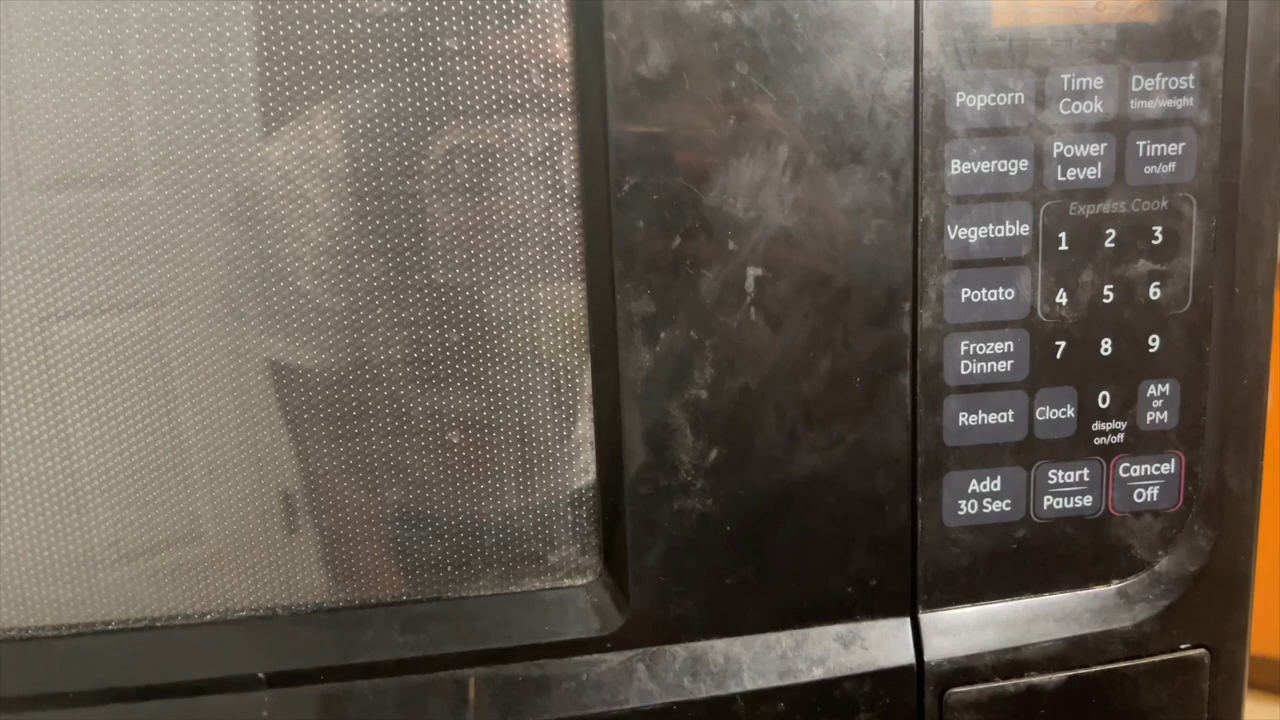 Popcorn
Time
Cook
Defrost
time/weight
Beverage
Power
Level
Timer
on/off
Vegetable
Express Cook
1 2 3
Potato
4 5 6
Frozen
Dinner
7 8 9
Reheat
Clock
0
display
on/off
AM
or
PM
Add
30 Sec
Start
Pause
Cancel
Off